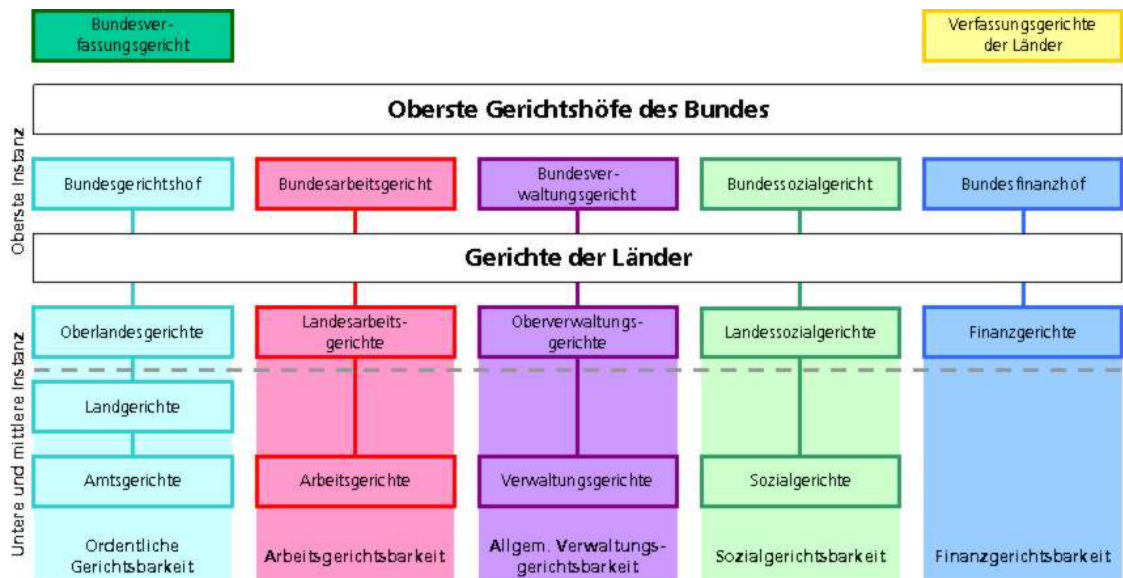 Bundesver-
fassungsgericht
Verfassungsgerichte
der Länder
Oberste Gerichtshöfe des Bundes
Oberste Instanz
Bundesgerichtshof
Bundesarbeitsgericht
Bundesver-
waltungsgericht
Bundessozialgericht
Bundesfinanzhof
Gerichte der Länder
Untere und mittlere Instanz
Oberlandesgerichte
Landesarbeits-
gerichte
Oberverwaltungs-
gerichte
Landessozialgerichte
Finanzgerichte
Landgerichte
Amtsgerichte
Arbeitsgerichte
Verwaltungsgerichte
Sozialgerichte
Ordentliche
Gerichtsbarkeit
Arbeitsgerichtsbarkeit
Allgem. Verwaltungs-
gerichtsbarkeit
Sozialgerichtsbarkeit
Finanzgerichtsbarkeit